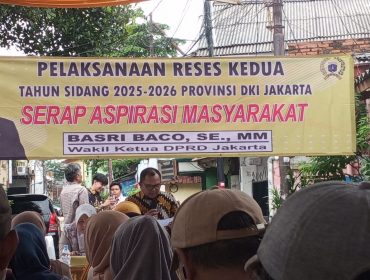 PELAKSANAAN RESES KEDUA
TAHUN SIDANG 2025-2026 PROVINSI DKI JAKARTA
SERAP ASPIRASI MASYARAKAT
BASRI BACO, SE., MM
Wakil Ketua DPRD Jakarta